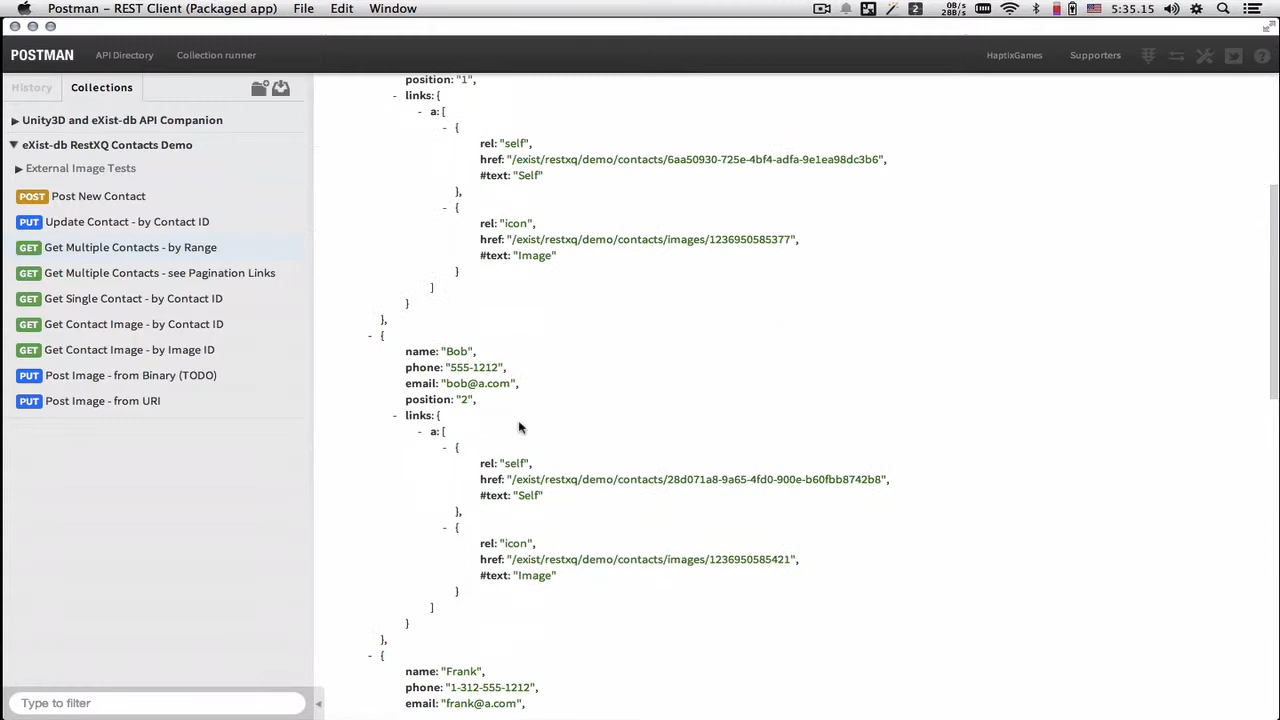 Postman - REST Client (Packaged app) File Edit Window 2 0B/s 28B/s 5:35.15
POSTMAN API Directory Collection runner HaptixGames Supporters
History Collections
Unity3D and eXist-db API Companion
eXist-db RestXQ Contacts Demo
External Image Tests
POST Post New Contact
PUT Update Contact - by Contact ID
GET Get Multiple Contacts - by Range
GET Get Multiple Contacts - see Pagination Links
GET Get Single Contact - by Contact ID
GET Get Contact Image - by Contact ID
GET Get Contact Image - by Image ID
PUT Post Image - from Binary (TODO)
PUT Post Image - from URI
Type to filter
position: "1",
- links: {
- a: [
- {
rel: "self",
href: "/exist/restxq/demo/contacts/6aa50930-725e-4bf4-adfa-9e1ea98dc3b6",
#text: "Self"
},
- {
rel: "icon",
href: "/exist/restxq/demo/contacts/images/1236950585377",
#text: "Image"
}
]
}
},
- {
name: "Bob",
phone: "555-1212",
email: "bob@a.com",
position: "2",
- links: {
- a: [
- {
rel: "self",
href: "/exist/restxq/demo/contacts/28d071a8-9a65-4fd0-900e-b60fbb8742b8",
#text: "Self"
},
- {
rel: "icon",
href: "/exist/restxq/demo/contacts/images/1236950585421",
#text: "Image"
}
]
}
},
- {
name: "Frank",
phone: "1-312-555-1212",
email: "frank@a.com",